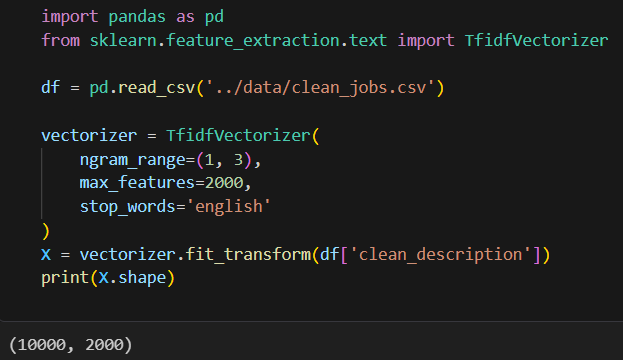 import pandas as pd
from sklearn.feature_extraction.text import TfidfVectorizer

df = pd.read_csv('../data/clean_jobs.csv')

vectorizer = TfidfVectorizer(
    ngram_range=(1, 3),
    max_features=2000,
    stop_words='english'
)
X = vectorizer.fit_transform(df['clean_description'])
print(X.shape)

(10000, 2000)